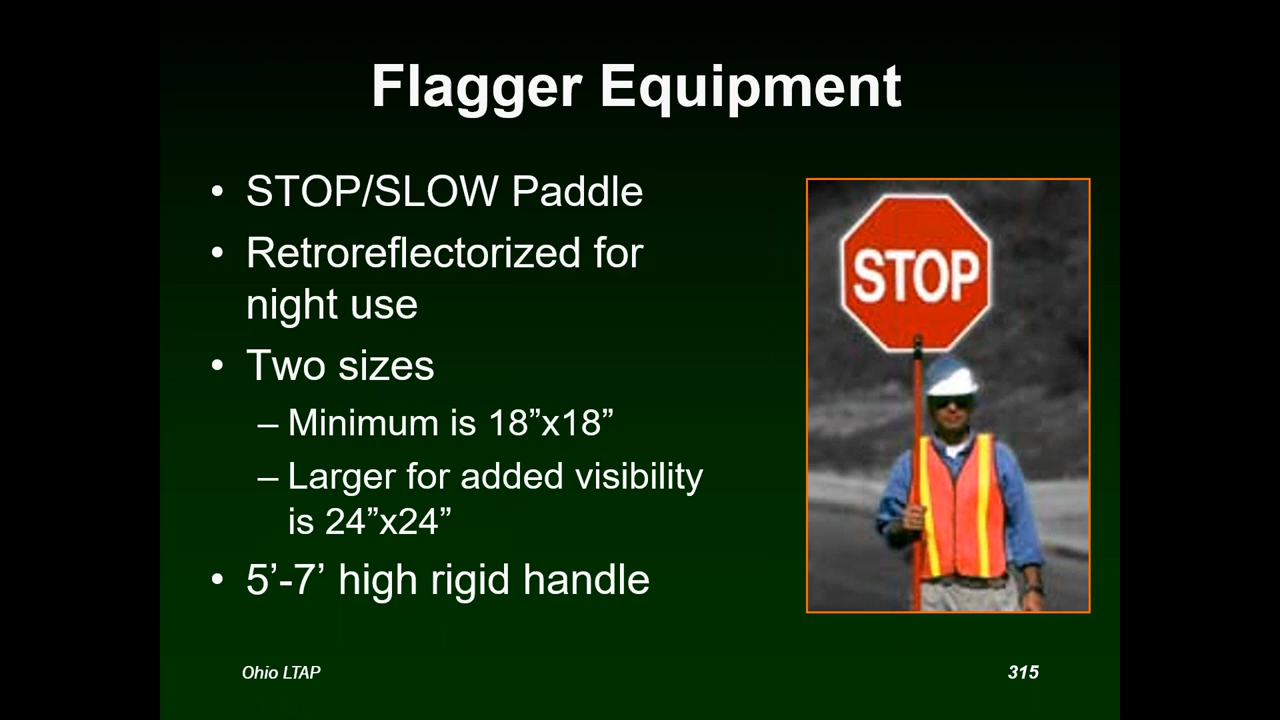 Flagger Equipment
• STOP/SLOW Paddle
• Retroreflectorized for
night use
• Two sizes
– Minimum is 18”x18”
– Larger for added visibility
is 24”x24”
• 5’-7’ high rigid handle
STOP
Ohio LTAP
315